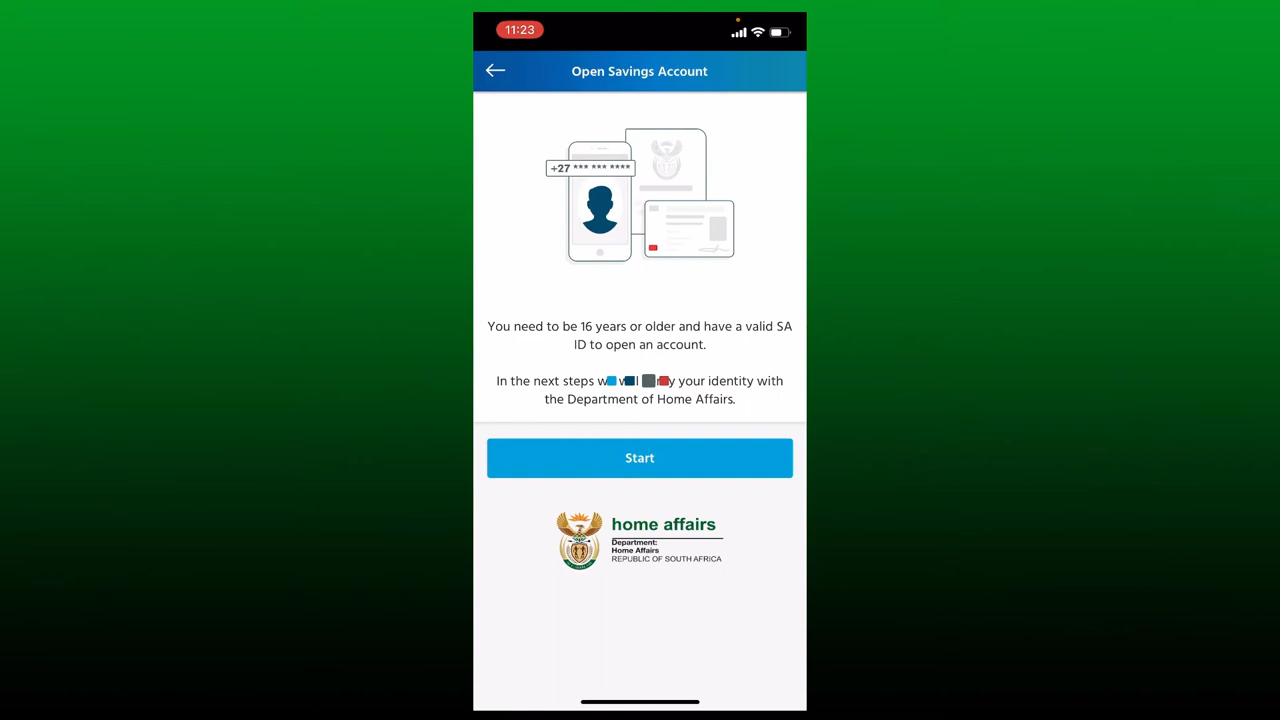 11:23
Open Savings Account
+27 *** *** ****
You need to be 16 years or older and have a valid SA
ID to open an account.
In the next steps your identity with
the Department of Home Affairs.
Start
home affairs
Department:
Home Affairs
REPUBLIC OF SOUTH AFRICA